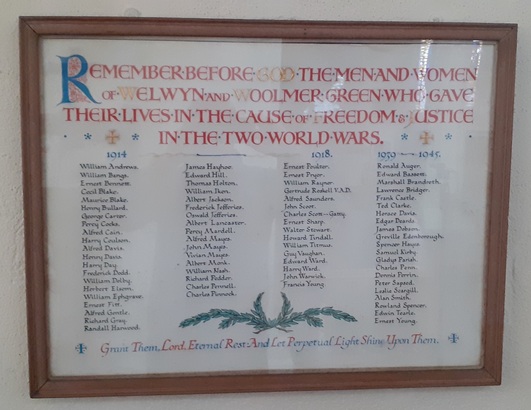 REMEMBER·BEFORE·GOD·THE·MEN·AND·WOMEN
OF·WELWYN·AND·WOOLMER·GREEN·WHO·GAVE
THEIR·LIVES·IN·THE·CAUSE·OF·FREEDOM·&·JUSTICE
IN·THE·TWO·WORLD·WARS.
1914
William Andrews.
William Bangs.
Ernest Bennett.
Cecil Blake.
Maurice Blake.
Henry Bullard.
George Carter.
Percy Cocks.
Alfred Cain.
Harry Coulson.
Alfred Davis.
Henry Davis.
Harry Day.
Frederick Dodd.
William Dolby.
Herbert Elsom.
William Ephgrave.
Ernest Fitt.
Alfred Gentle.
Richard Gray.
Randall Harwood.
James Hayhoe.
Edward Hill.
Thomas Holton.
William Ikon.
Albert Jackson.
Frederick Jefferies.
Oswald Jefferies.
Albert Lancaster.
Percy Mardell.
Alfred Mayes.
John Mayes.
Vivian Mayes.
Albert Monk.
William Nash.
Richard Pedder.
Charles Pennell.
Charles Pinnock.
1918.
Ernest Poulter.
Ernest Pryor.
William Rayner
Gertrude Roskell V.A.D.
Alfred Saunders.
John Scott.
Charles Scott-Gatty.
Ernest Sharp.
Walter Stewart.
Howard Tindall.
William Titmus.
Guy Vaughan.
Edward Ward.
Harry Ward.
John Warwick.
Francis Young.
1939 - 1945.
Ronald Auger.
Edward Bassett.
Marshall Brandreth.
Lawrence Bridger.
Frank Castle.
Ted Clarke.
Horace Davis.
Edgar Deards
James Dobson.
Greville Edenborough.
Spencer Hayes
Samuel Kirby
Gladys Parish
Charles Penn.
Dennis Perrin.
Peter Sapsed.
Leslie Scargill.
Alan Smith.
Rowland Spencer.
Edwin Tearle.
Ernest Young.
Grant Them, Lord, Eternal Rest And Let Perpetual Light Shine Upon Them.